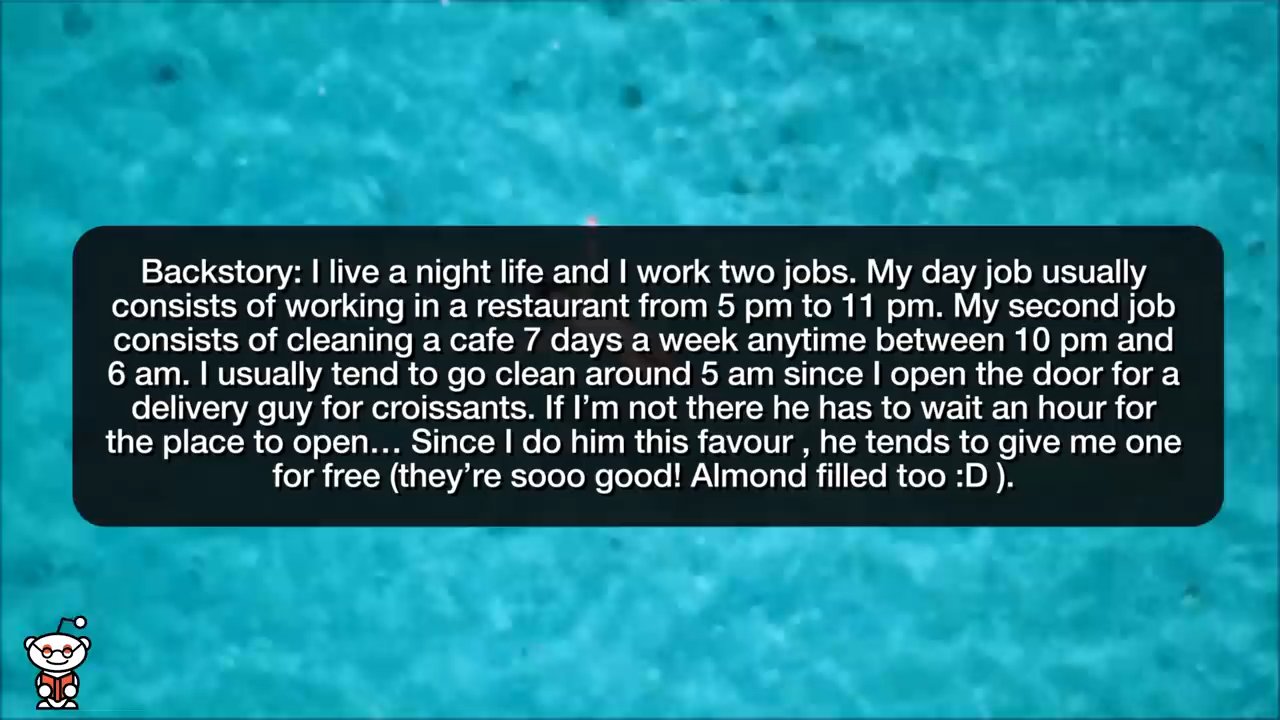 Backstory: I live a night life and I work two jobs. My day job usually
consists of working in a restaurant from 5 pm to 11 pm. My second job
consists of cleaning a cafe 7 days a week anytime between 10 pm and
6 am. I usually tend to go clean around 5 am since I open the door for a
delivery guy for croissants. If I’m not there he has to wait an hour for
the place to open... Since I do him this favour , he tends to give me one
for free (they’re sooo good! Almond filled too :D ).